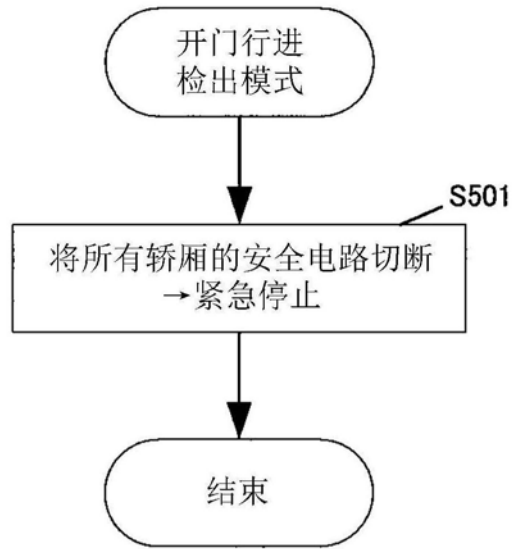 开门行进
检出模式
S501
将所有轿厢的安全电路切断
→紧急停止
结束